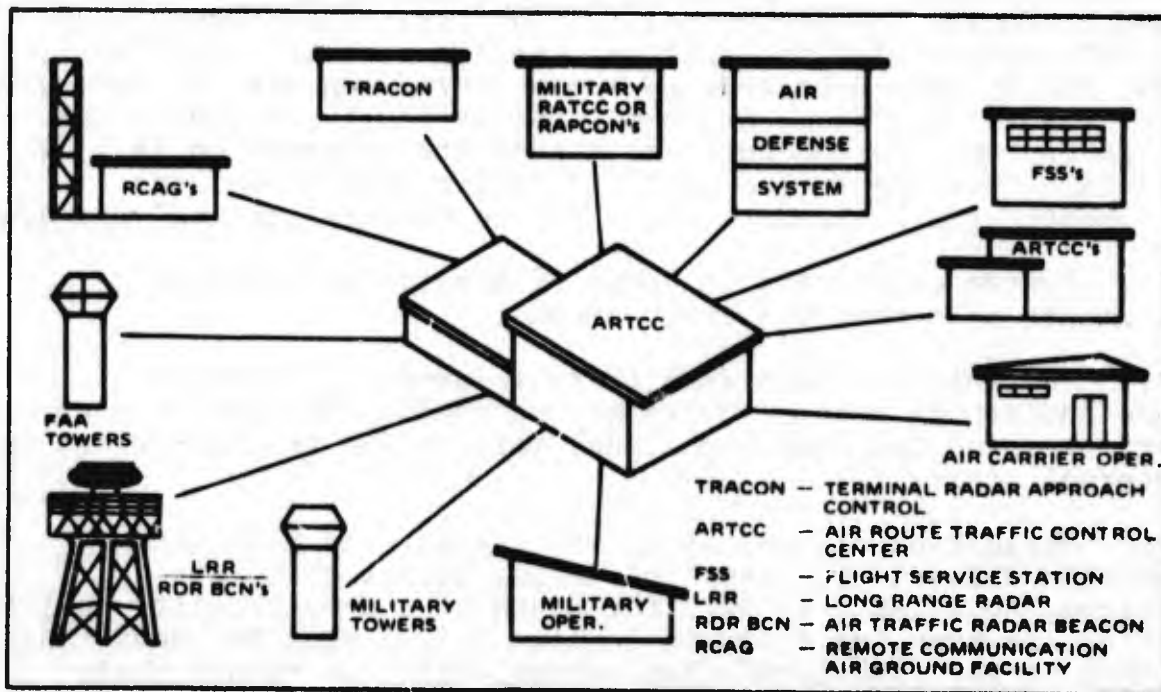 TRACON
MILITARY
RATCC OR
RAPCON's
AIR
DEFENSE
SYSTEM
FSS's
RCAG's
ARTCC's
ARTCC
FAA
TOWERS
AIR CARRIER OPER.
LRR
RDR BCN's
MILITARY
TOWERS
MILITARY
OPER.
TRACON – TERMINAL RADAR APPROACH
CONTROL
ARTCC – AIR ROUTE TRAFFIC CONTROL
CENTER
FSS – FLIGHT SERVICE STATION
LRR – LONG RANGE RADAR
RDR BCN – AIR TRAFFIC RADAR BEACON
RCAG – REMOTE COMMUNICATION
AIR GROUND FACILITY